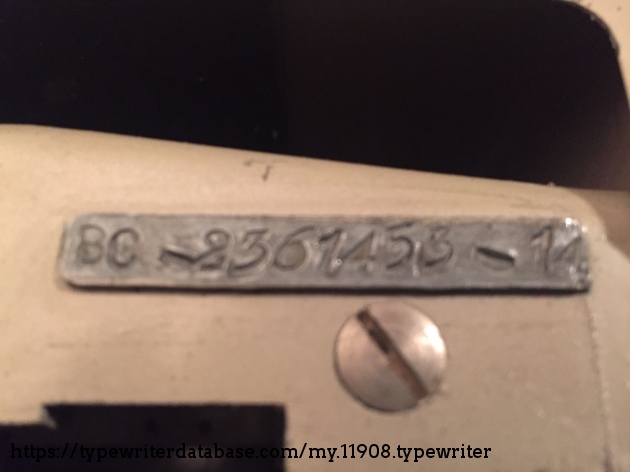 BC - 2361453 - 14
https://typewriterdatabase.com/my.11908.typewriter